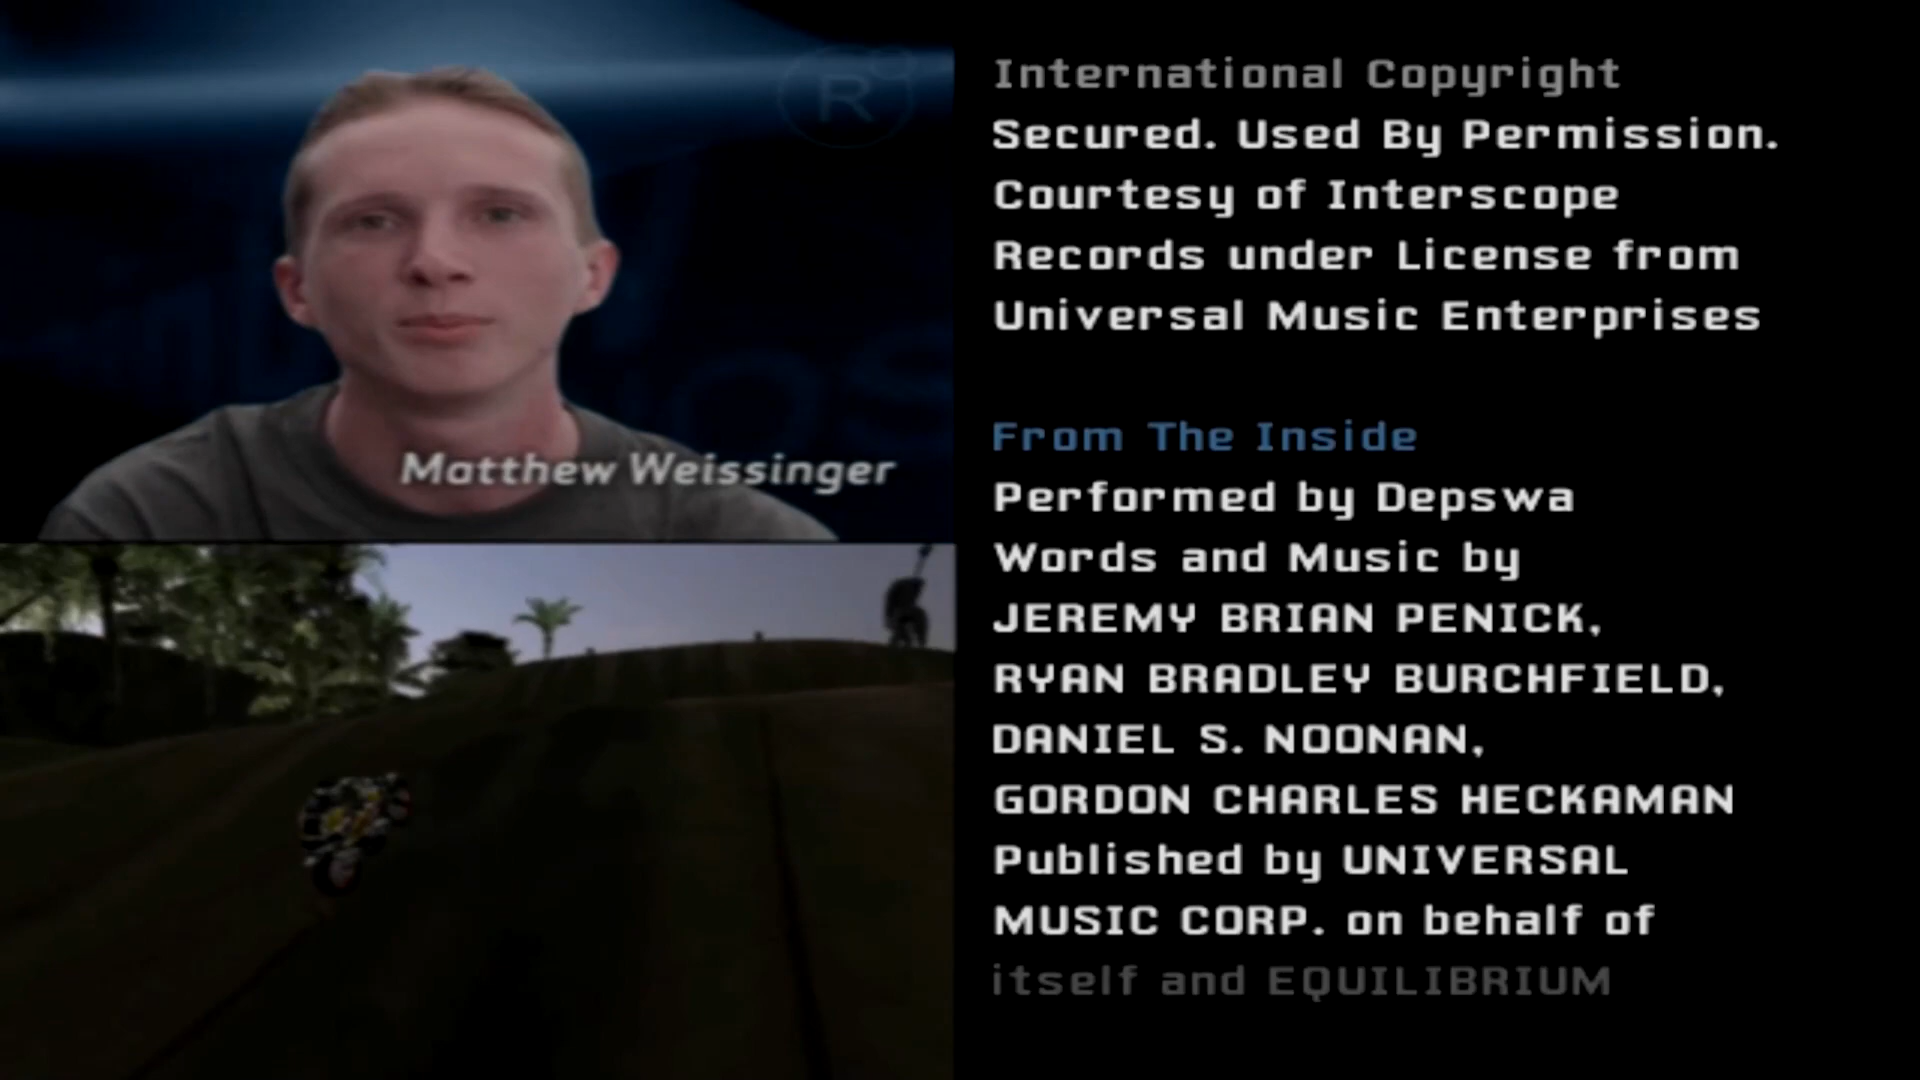 R
Matthew Weissinger
International Copyright
Secured. Used By Permission.
Courtesy of Interscope
Records under License from
Universal Music Enterprises
From The Inside
Performed by Depswa
Words and Music by
JEREMY BRIAN PENICK,
RYAN BRADLEY BURCHFIELD,
DANIEL S. NOONAN,
GORDON CHARLES HECKAMAN
Published by UNIVERSAL
MUSIC CORP. on behalf of
itself and EQUILIBRIUM